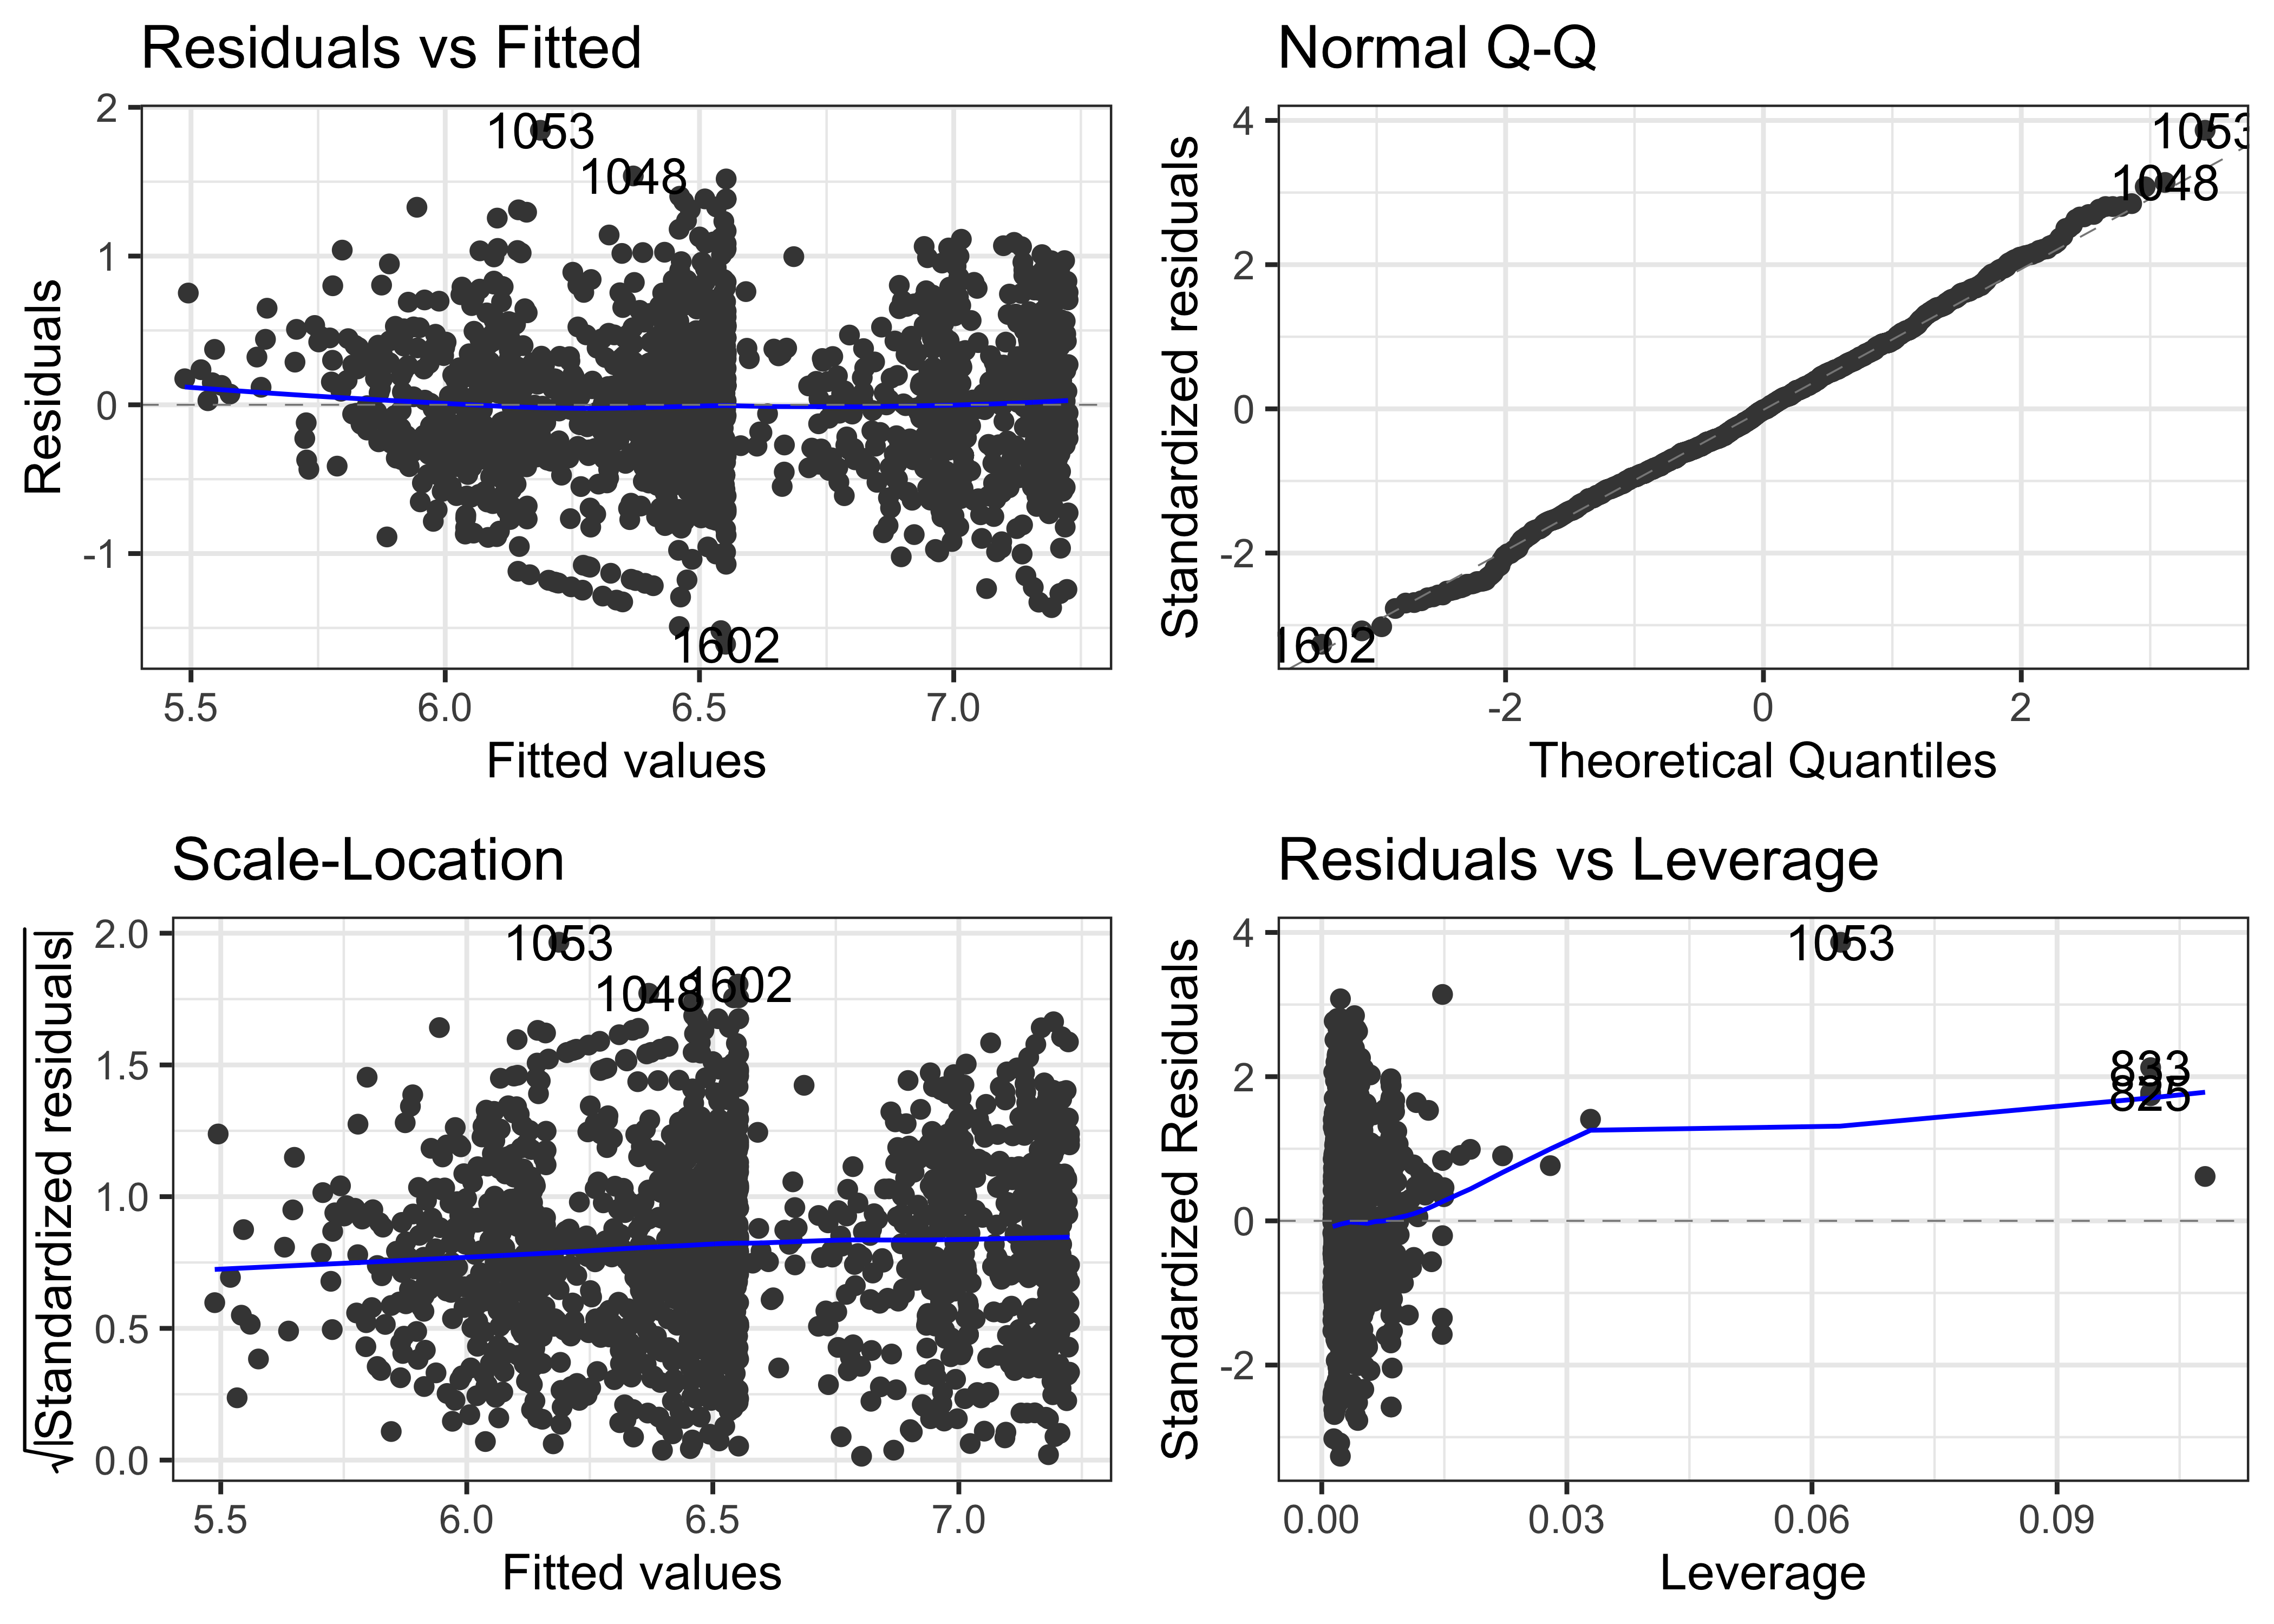 Residuals vs Fitted
2
1
0
-1
Residuals
1053
1048
1602
5.5 6.0 6.5 7.0
Fitted values
Normal Q-Q
4
2
0
-2
Standardized residuals
1053
1048
1602
-2 0 2
Theoretical Quantiles
Scale-Location
2.0
1.5
1.0
0.5
0.0
√|Standardized residuals|
1053
1048
1602
5.5 6.0 6.5 7.0
Fitted values
Residuals vs Leverage
4
2
0
-2
Standardized Residuals
1053
833
825
0.00 0.03 0.06 0.09
Leverage